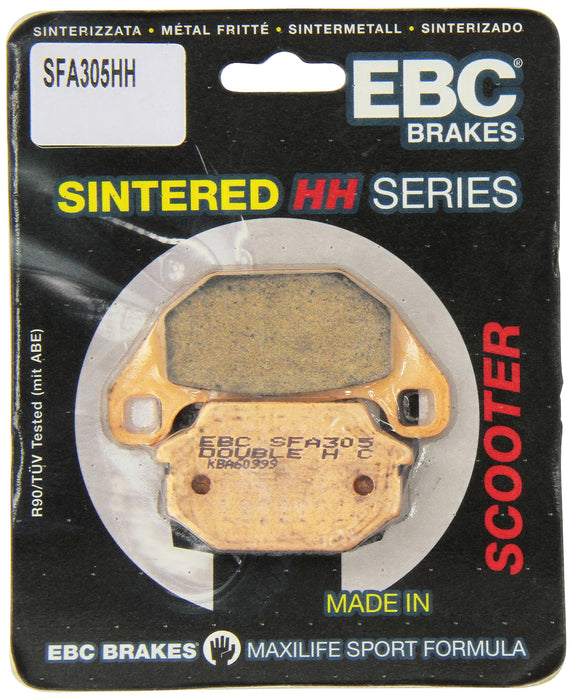 SINTERIZZATA • MÉTAL FRITTÉ • SINTERMETALL • SINTERIZADO
SFA305HH
EBC®
BRAKES
SINTERED HH SERIES
R90/TÜV Tested (mit ABE)
SCOOTER
EBC SFA305
DOUBLE H C
KBA60999
MADE IN
EBC BRAKES® MAXILIFE SPORT FORMULA